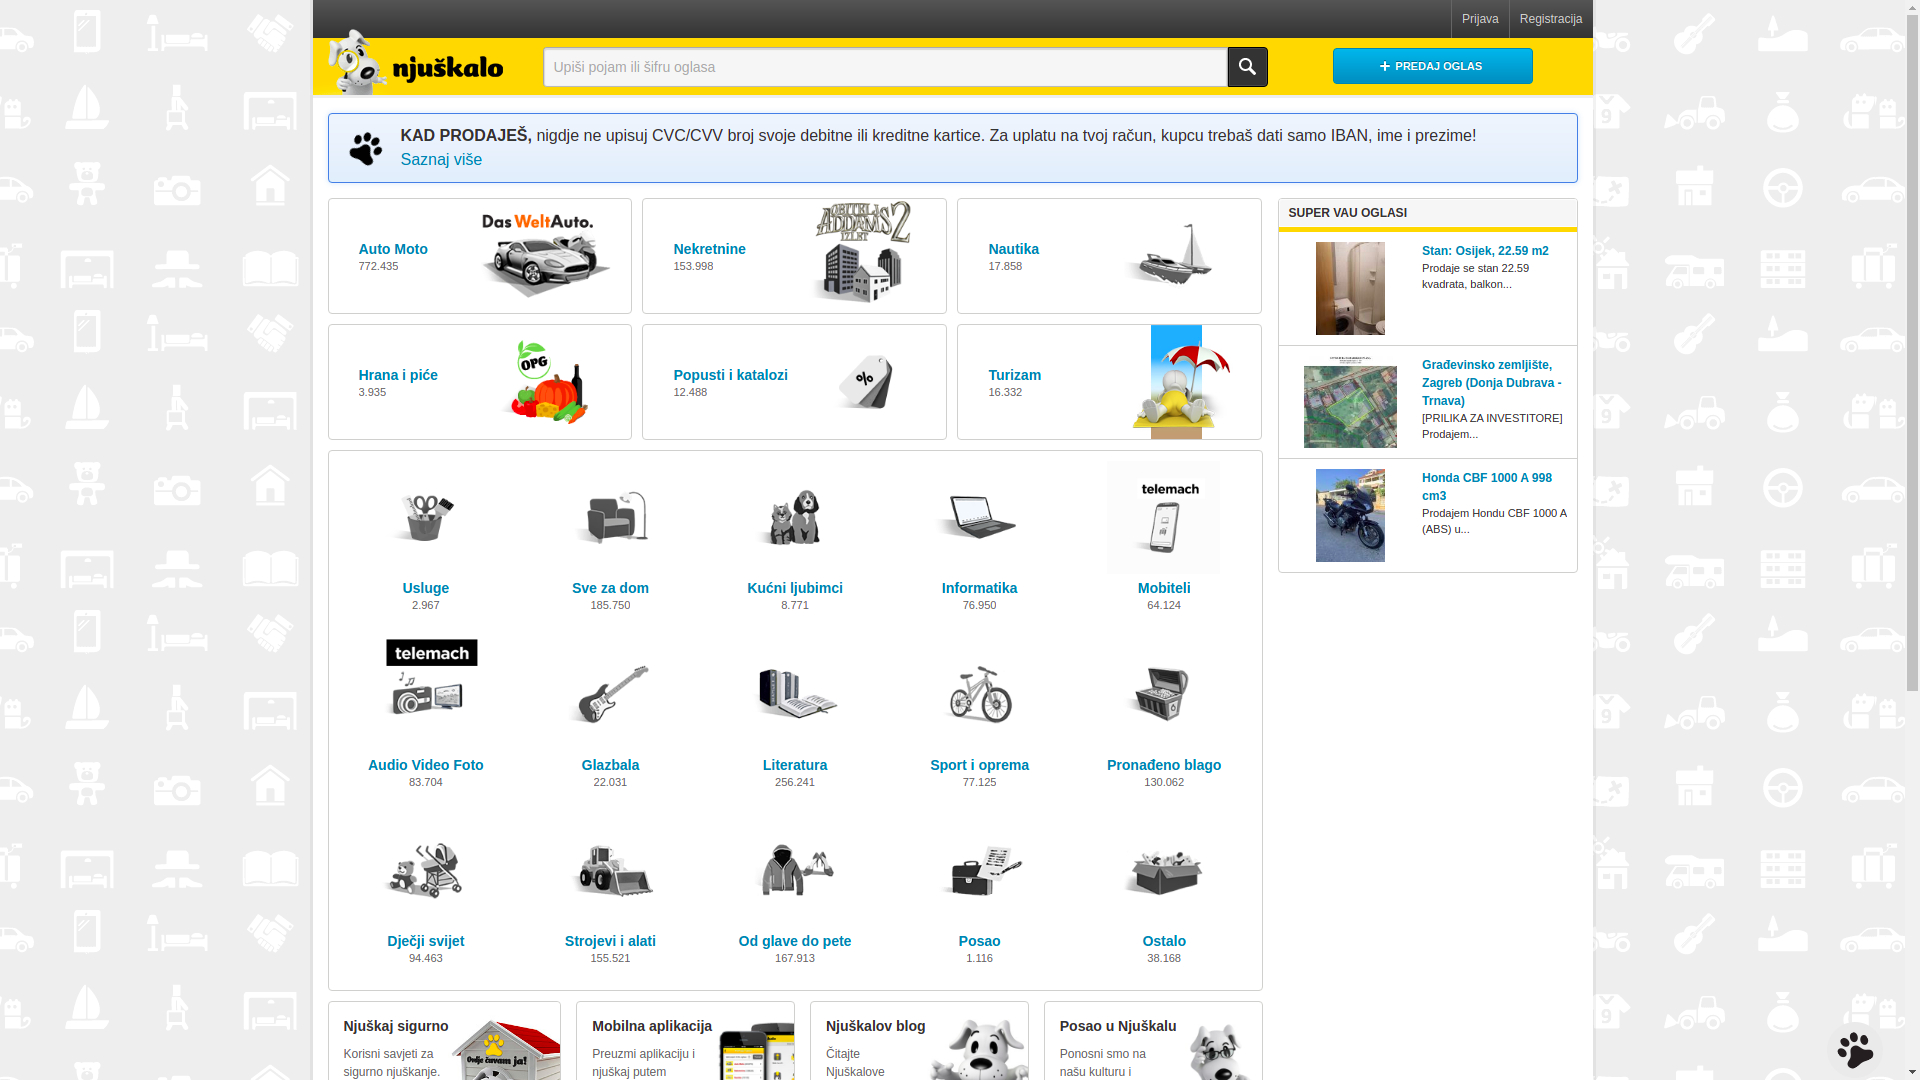 Prijava
Registracija
njuškalo
Upiši pojam ili šifru oglasa
PREDAJ OGLAS
KAD PRODAJEŠ, nigdje ne upisuj CVC/CVV broj svoje debitne ili kreditne kartice. Za uplatu na tvoj račun, kupcu trebaš dati samo IBAN, ime i prezime!
Saznaj više
Das WeltAuto.
Auto Moto
772.435
OBITELJ
ADDAMS 2
IZLET
Nekretnine
153.998
Nautika
17.858
OPG
Hrana i piće
3.935
%
Popusti i katalozi
12.488
Turizam
16.332
SUPER VAU OGLASI
Stan: Osijek, 22.59 m2
Prodaje se stan 22.59
kvadrata, balkon...
Građevinsko zemljište,
Zagreb (Donja Dubrava -
Trnava)
[PRILIKA ZA INVESTITORE]
Prodajem...
Honda CBF 1000 A 998
cm3
Prodajem Hondu CBF 1000 A
(ABS) u...
Usluge
2.967
Sve za dom
185.750
Kućni ljubimci
8.771
Informatika
76.950
telemach
Mobiteli
64.124
telemach
Audio Video Foto
83.704
Glazbala
22.031
Literatura
256.241
Sport i oprema
77.125
Pronađeno blago
130.062
Dječji svijet
94.463
Strojevi i alati
155.521
Od glave do pete
167.913
Posao
1.116
Ostalo
38.168
Njuškaj sigurno
Korisni savjeti za
sigurno njuškanje.
Ovdje čuvam ja!
Mobilna aplikacija
Preuzmi aplikaciju i
njuškaj putem
Njuškalov blog
Čitajte
Njuškalove
Posao u Njuškalu
Ponosni smo na
našu kulturu i